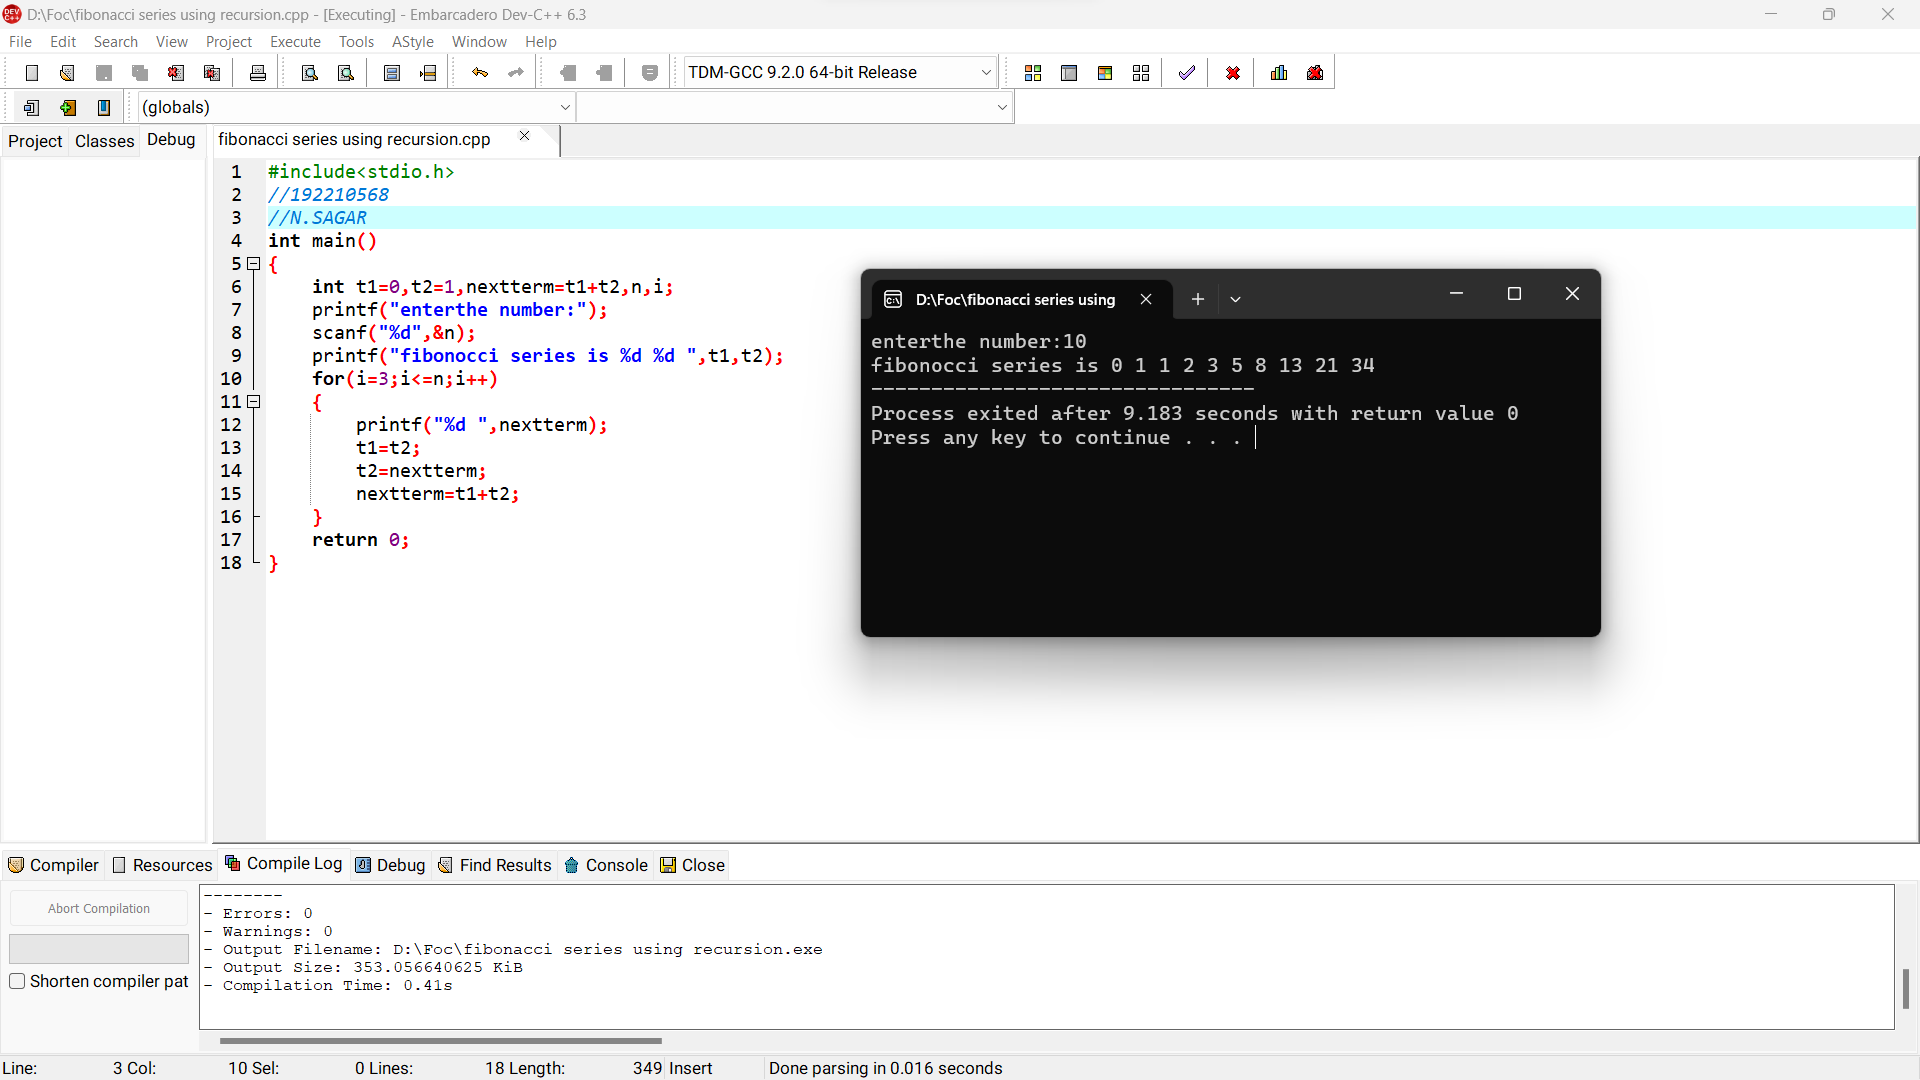 D:\Foc\fibonacci series using recursion.cpp - [Executing] - Embarcadero Dev-C++ 6.3
File Edit Search View Project Execute Tools AStyle Window Help
TDM-GCC 9.2.0 64-bit Release
(globals)
Project Classes Debug
fibonacci series using recursion.cpp
1 #include<stdio.h>
2 //192210568
3 //N.SAGAR
4 int main()
5 {
6 int t1=0,t2=1,nextterm=t1+t2,n,i;
7 printf("enterthe number:");
8 scanf("%d",&n);
9 printf("fibonocci series is %d %d ",t1,t2);
10 for(i=3;i<=n;i++)
11 {
12 printf("%d ",nextterm);
13 t1=t2;
14 t2=nextterm;
15 nextterm=t1+t2;
16 }
17 return 0;
18 }
D:\Foc\fibonacci series using
enterthe number:10
fibonocci series is 0 1 1 2 3 5 8 13 21 34
--------------------------------
Process exited after 9.183 seconds with return value 0
Press any key to continue . . .
Compiler Resources Compile Log Debug Find Results Console Close
Abort Compilation
Shorten compiler pat
--------
- Errors: 0
- Warnings: 0
- Output Filename: D:\Foc\fibonacci series using recursion.exe
- Output Size: 353.056640625 KiB
- Compilation Time: 0.41s
Line: 3 Col: 10 Sel: 0 Lines: 18 Length: 349 Insert Done parsing in 0.016 seconds